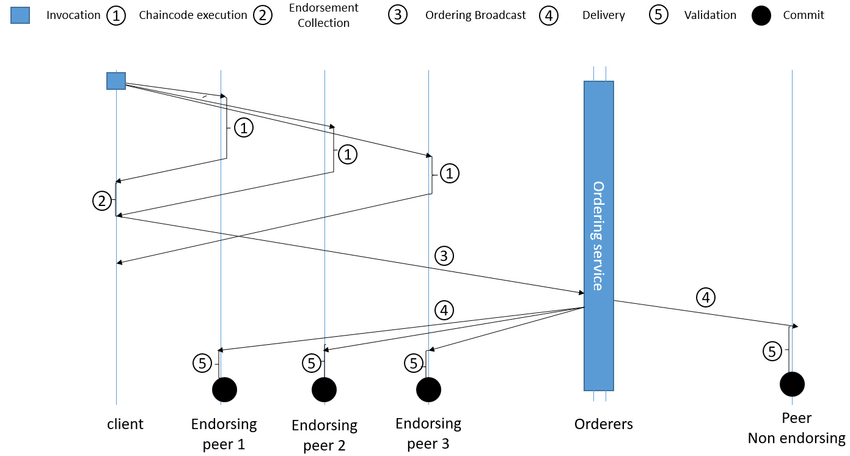 Invocation 1 Chaincode execution 2 Endorsement Collection 3 Ordering Broadcast 4 Delivery 5 Validation Commit
1
1
1
2
3
4
4
Ordering service
5
5
5
5
client
Endorsing
peer 1
Endorsing
peer 2
Endorsing
peer 3
Orderers
Peer
Non endorsing